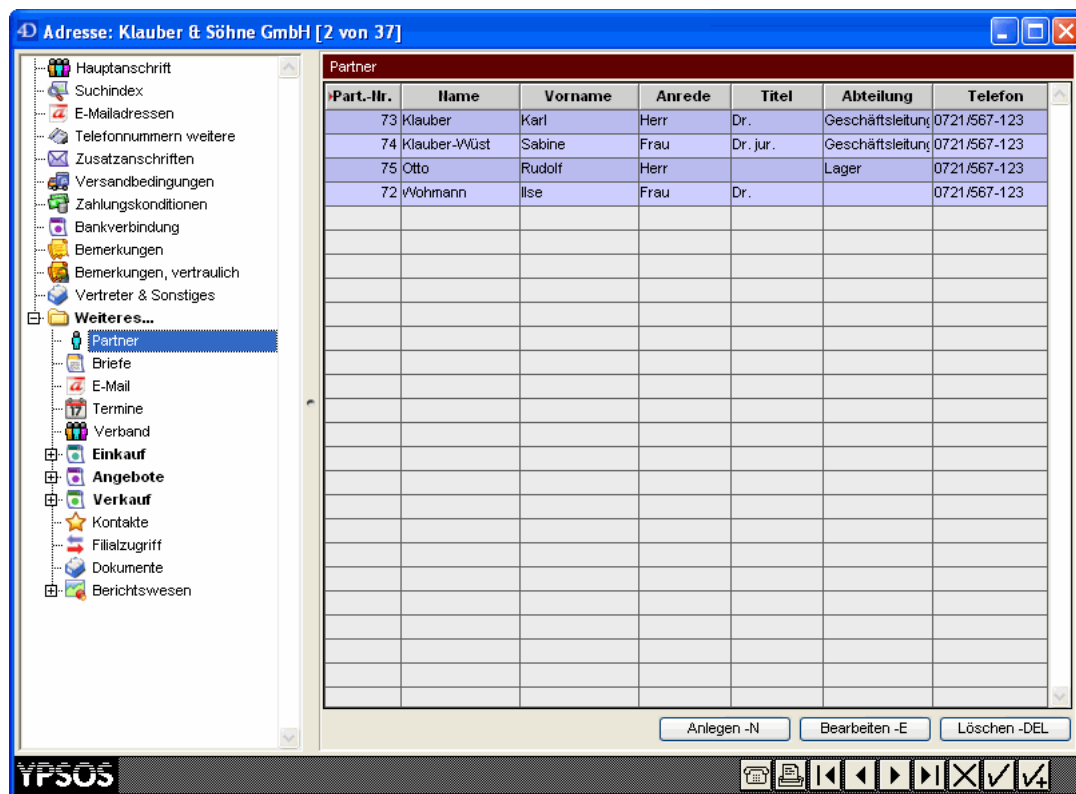 Adresse: Klauber & Söhne GmbH [2 von 37]
Hauptanschrift
Suchindex
E-Mailadressen
Telefonnummern weitere
Zusatzanschriften
Versandbedingungen
Zahlungskonditionen
Bankverbindung
Bemerkungen
Bemerkungen, vertraulich
Vertreter & Sonstiges
Weiteres...
Partner
Briefe
E-Mail
Termine
Verband
Einkauf
Angebote
Verkauf
Kontakte
Filialzugriff
Dokumente
Berichtswesen
Partner
Part.-Nr. Name Vorname Anrede Titel Abteilung Telefon
73 Klauber Karl Herr Dr. Geschäftsleitung 0721/567-123
74 Klauber-Wüst Sabine Frau Dr. jur. Geschäftsleitung 0721/567-123
75 Otto Rudolf Herr Lager 0721/567-123
72 Wohmann Ilse Frau Dr. 0721/567-123
Anlegen -N Bearbeiten -E Löschen -DEL
YPSOS